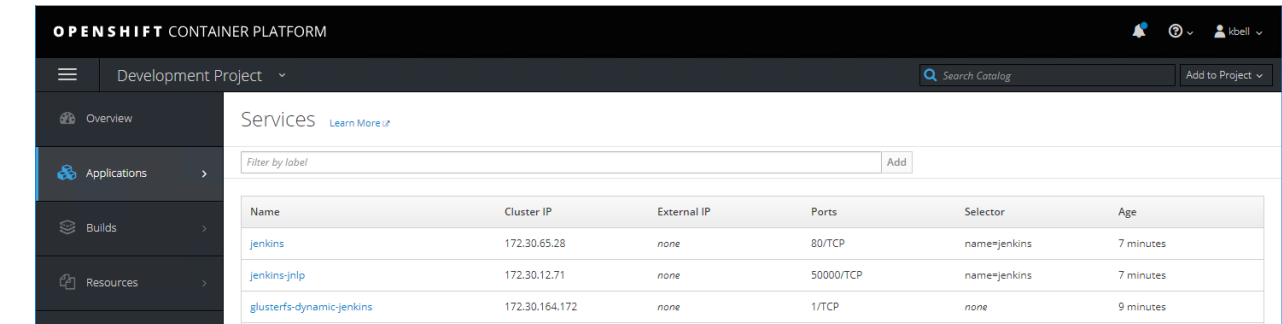 OPENSHIFT CONTAINER PLATFORM kbell
Development Project Search Catalog Add to Project
Overview
Applications
Builds
Resources
Services Learn More
Filter by label Add
Name Cluster IP External IP Ports Selector Age
jenkins 172.30.65.28 none 80/TCP name=jenkins 7 minutes
jenkins-jnlp 172.30.12.71 none 50000/TCP name=jenkins 7 minutes
glusterfs-dynamic-jenkins 172.30.164.172 none 1/TCP none 9 minutes